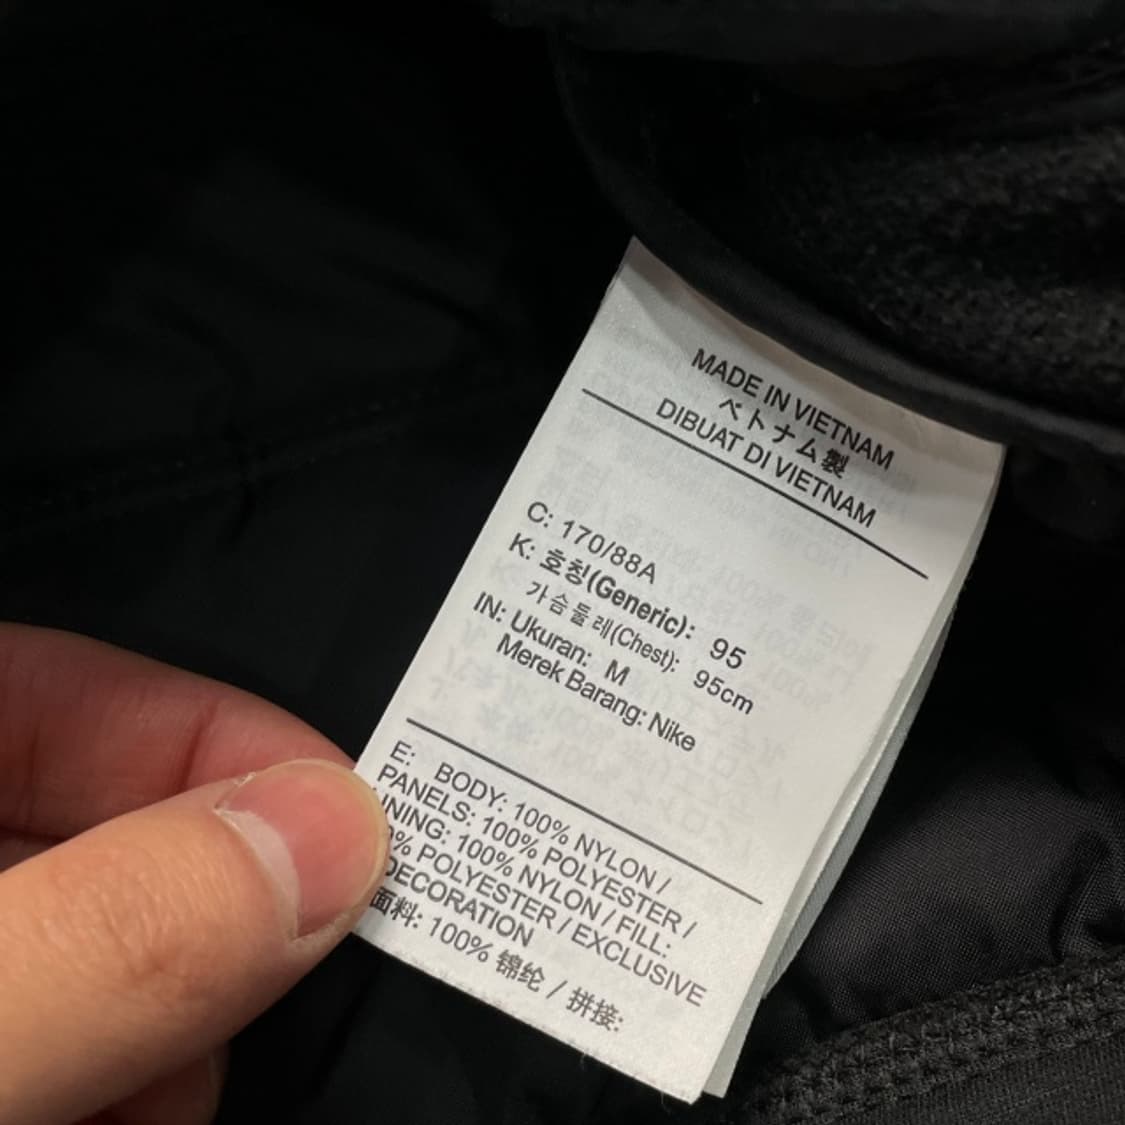 MADE IN VIETNAM
ベトナム製
DIBUAT DI VIETNAM
C: 170/88A
K: 호칭(Generic): 95
가슴둘레(Chest): 95cm
IN: Ukuran: M
Merek Barang: Nike
E: BODY: 100% NYLON /
PANELS: 100% POLYESTER /
LINING: 100% NYLON / FILL:
0% POLYESTER / EXCLUSIVE
DECORATION
面料: 100% 锦纶 / 拼接: